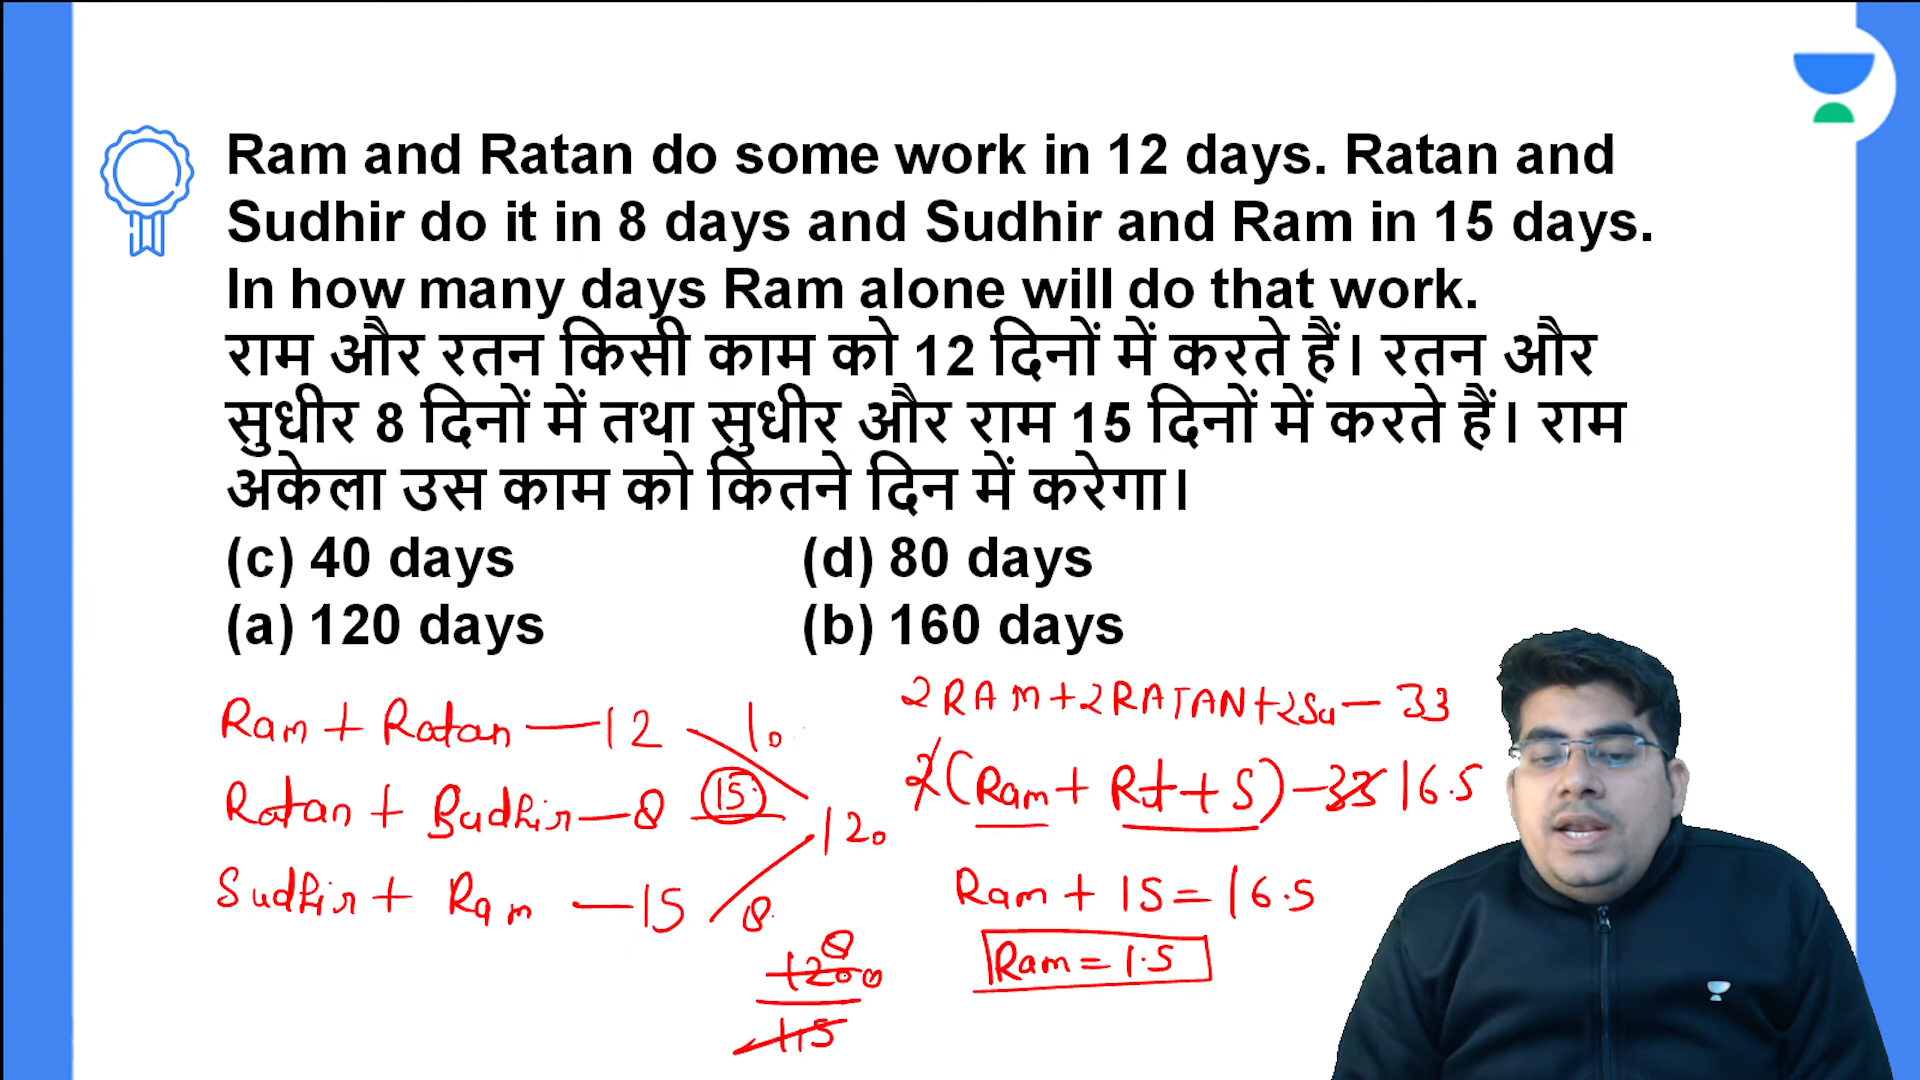 Ram and Ratan do some work in 12 days. Ratan and
Sudhir do it in 8 days and Sudhir and Ram in 15 days.
In how many days Ram alone will do that work.
राम और रतन किसी काम को 12 दिनों में करते हैं। रतन और
सुधीर 8 दिनों में तथा सुधीर और राम 15 दिनों में करते हैं। राम
अकेला उस काम को कितने दिन में करेगा।
(c) 40 days (d) 80 days
(a) 120 days (b) 160 days
Ram + Ratan — 12 10
Ratan + Sudhir — 8 15 120
Sudhir + Ram — 15 8
2RAM + 2RATAN + 2Su — 33
2(Ram + Rt + S) — 33 16.5
Ram + 15 = 16.5
Ram = 1.5